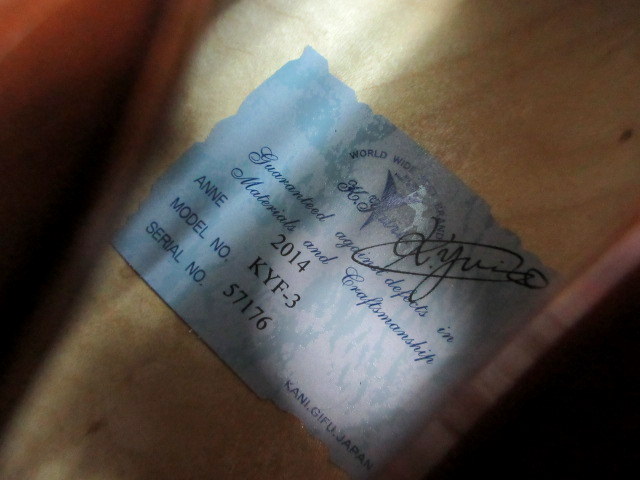 WORLD WIDE
Guaranteed against defects in
Materials and Craftsmanship
ANNE 2014
MODEL NO. KYF-3
SERIAL NO. 57176
KANI.GIFU.JAPAN